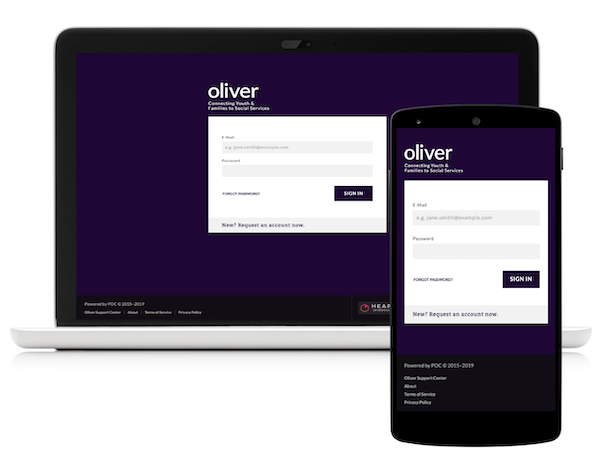 oliver
Connecting Youth &
Families to Social Services
E-Mail
e.g. jane.smith@example.com
Password
FORGOT PASSWORD?
SIGN IN
New? Request an account now.
Powered by PDC © 2015–2019
Oliver Support Center
About
Terms of Service
Privacy Policy
HEAP
oliver
Connecting Youth &
Families to Social Services
E-Mail
e.g. jane.smith@example.com
Password
FORGOT PASSWORD?
SIGN IN
New? Request an account now.
Powered by PDC © 2015–2019
Oliver Support Center
About
Terms of Service
Privacy Policy